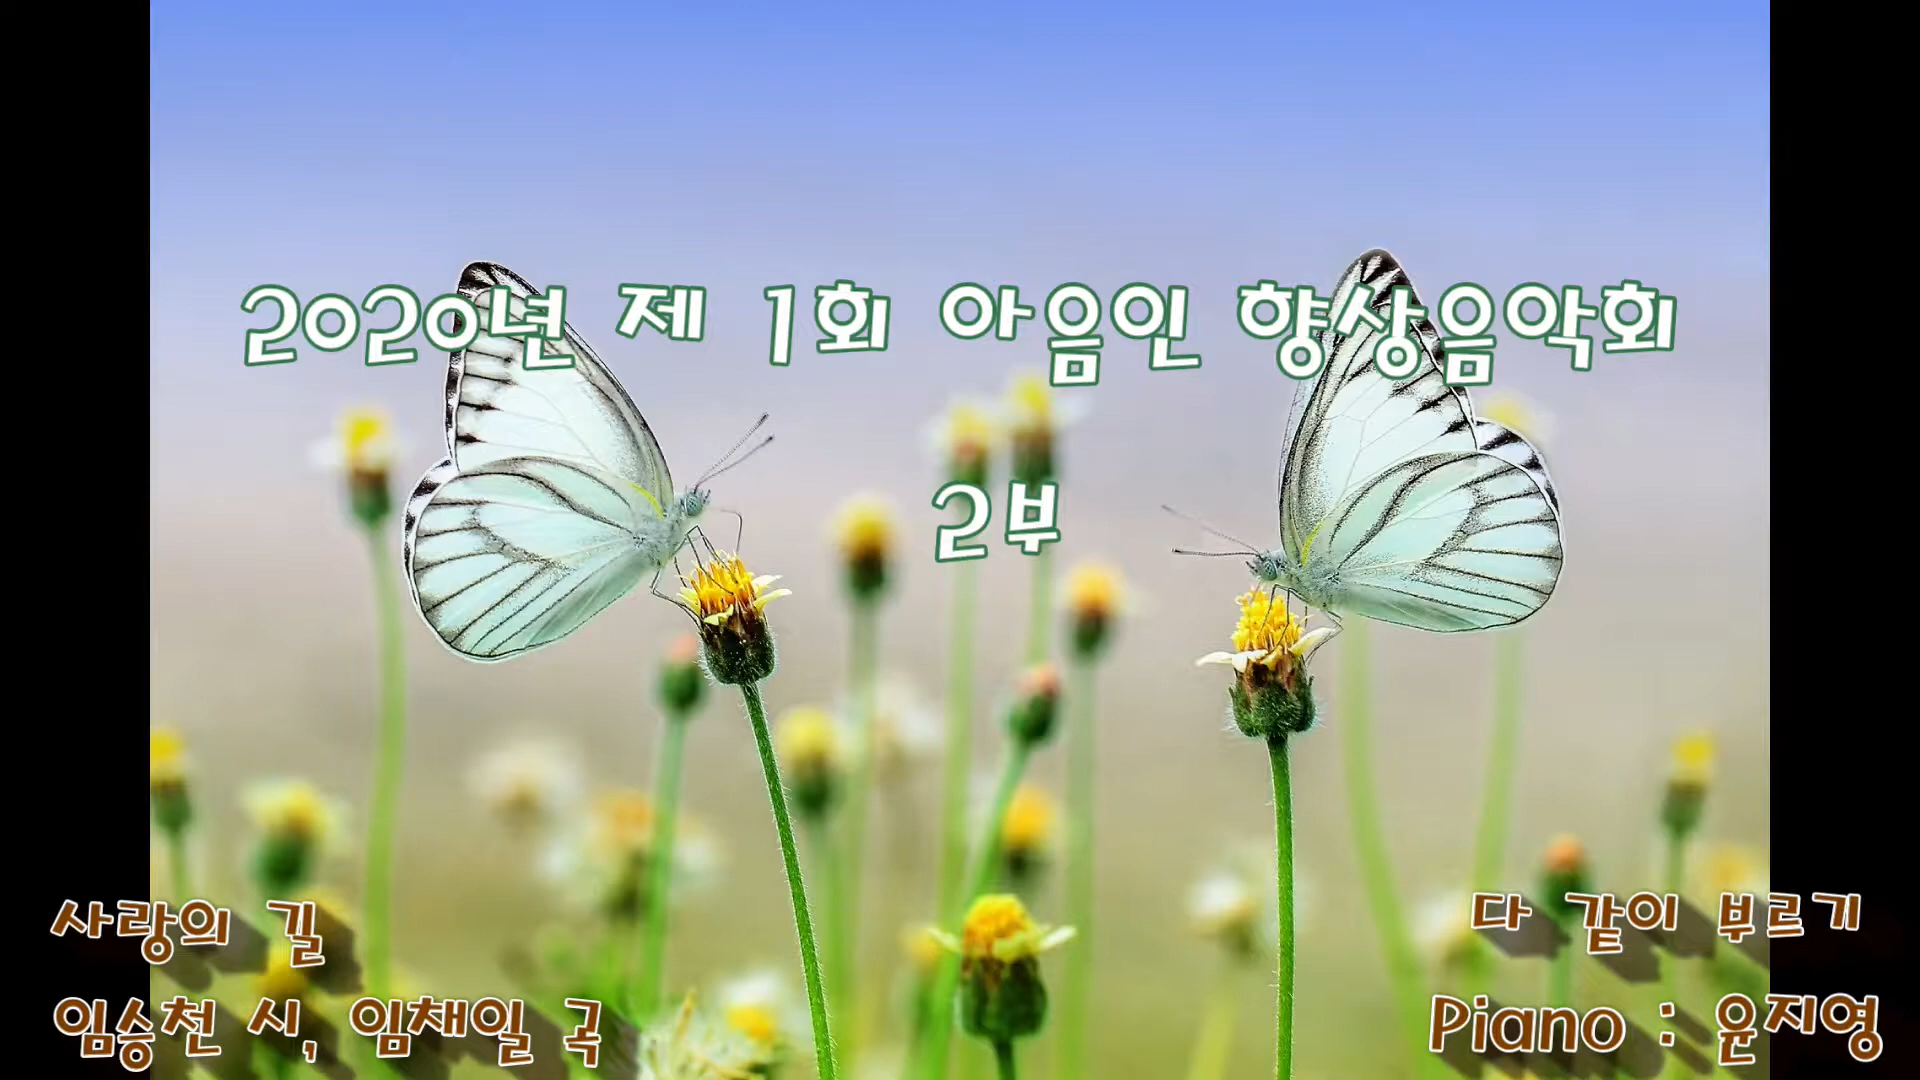 2020년 제 1회 아음인 향상음악회
2부
사랑의 길
임승천 시, 임채일 곡
다 같이 부르기
Piano : 윤지영